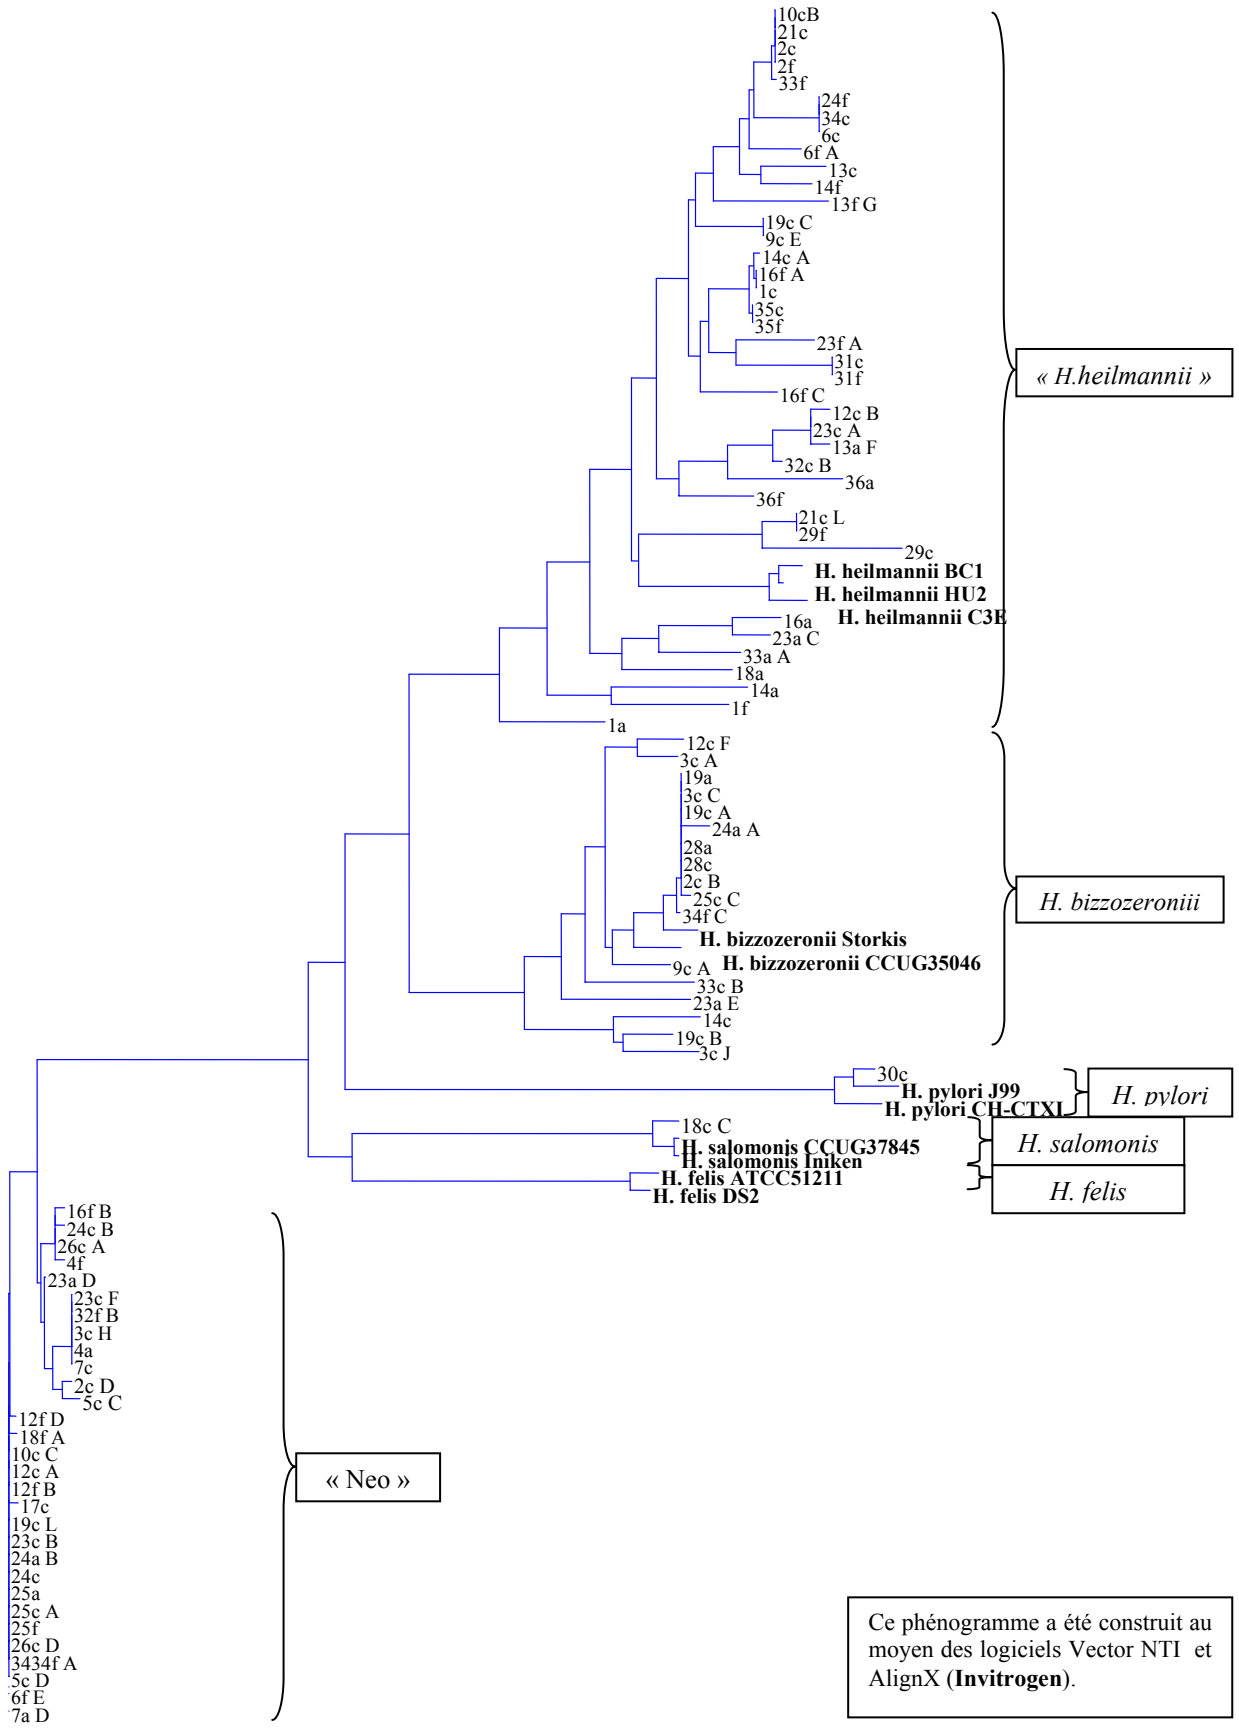 10cB
21c
2c
2f
33f
24f
34c
6c
6f A
13c
14f
13f G
19c C
9c E
14c A
16f A
1c
35c
35f
23f A
31c
31f
« H.heilmannii »
16f C
12c B
23c A
13a F
32c B
36a
36f
21c L
29f
29c
H. heilmannii BC1
H. heilmannii HU2
H. heilmannii C3E
16a
23a C
33a A
18a
14a
1f
1a
12c F
3c A
19a
3c C
19c A
24a A
28a
28c
2c B
25c C
H. bizzozeroniii
34f C
H. bizzozeronii Storkis
H. bizzozeronii CCUG35046
9c A
33c B
23a E
14c
19c B
3c J
30c
H. pylori J99
H. pylori
H. pylori CH-CTX1
18c C
H. salomonis CCUG37845
H. salomonis
H. salomonis Iniken
H. felis ATCC51211
H. felis
H. felis DS2
16f B
24c B
26c A
4f
23a D
23c F
32f B
3c H
4a
7c
2c D
5c C
12f D
18f A
10c C
12c A
« Neo »
12f B
17c
19c L
23c B
24a B
24c
25a
25c A
25f
26c D
3434f A
5c D
6f E
7a D
Ce phénogramme a été construit au
moyen des logiciels Vector NTI et
AlignX (Invitrogen).